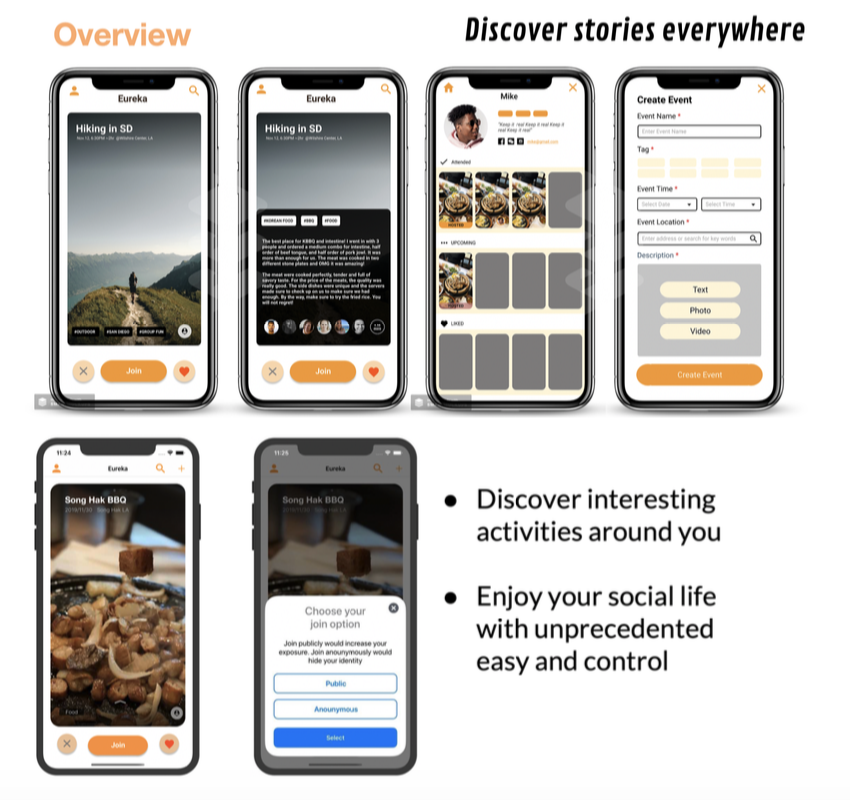 Overview
Discover stories everywhere
Eureka
Hiking in SD
#OUTDOOR
#SAN DIEGO
#GROUP FUN
Join
Eureka
Hiking in SD
#KOREAN FOOD
#BBQ
#FOOD
The best place for KBBQ and intestine! I went in with 3
people and ordered a medium combo for intestine, half
order of beef tongue, and half order of pork jowl. It was
more than enough for us. The meat was cooked in two
different stone plates and OMG it was amazing!
The meat were cooked perfectly, tender and full of
savory taste. For the price of the meats, the quality was
really good. The side dishes were unique and the servers
made sure to check up on us to make sure we had
enough. By the way, make sure to try the fried rice. You
will not regret!
Join
Mike
"Keep it real Keep it real Keep it
real Keep it real"
Attended
HOSTED
UPCOMING
LIKED
Create Event
Event Name *
Enter Event Name
Tag *
Event Time *
Select Date
Select Time
Event Location *
Enter address or search for key words
Description *
Text
Photo
Video
Create Event
11:24
Eureka
Song Hak BBQ
2019/11/30 Song Hak LA
Food
Join
11:25
Eureka
Song Hak BBQ
Choose your
join option
Join publicly would increase your
exposure. Join anounymously would
hide your identity
Public
Anounymous
Select
● Discover interesting
activities around you
● Enjoy your social life
with unprecedented
easy and control